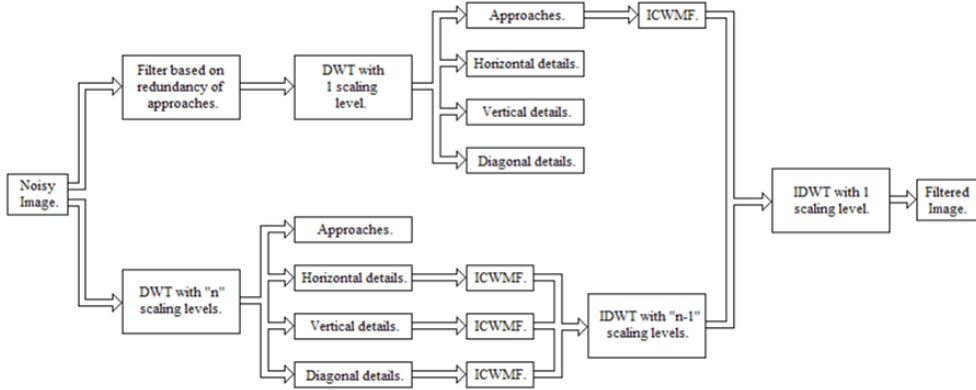 Approaches.
ICWMF.
Filter based on
redundancy of
approaches.
DWT with
1 scaling
level.
Horizontal details.
Vertical details.
Diagonal details.
Noisy
Image.
IDWT with 1
scaling level.
Filtered
Image.
Approaches.
DWT with "n"
scaling levels.
Horizontal details.
ICWMF.
Vertical details.
ICWMF.
IDWT with "n-1"
scaling levels.
Diagonal details.
ICWMF.